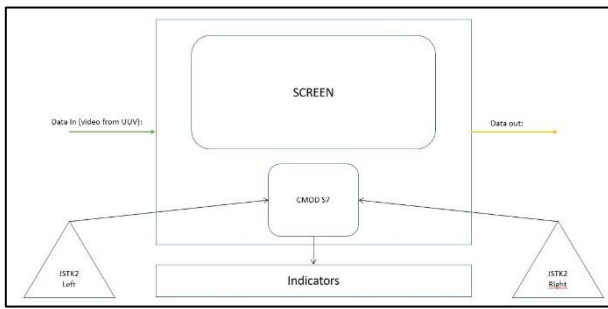 SCREEN
Data In (video from UUV):
Data out:
CMOD S7
JSTK2
Left
JSTK2
Right
Indicators